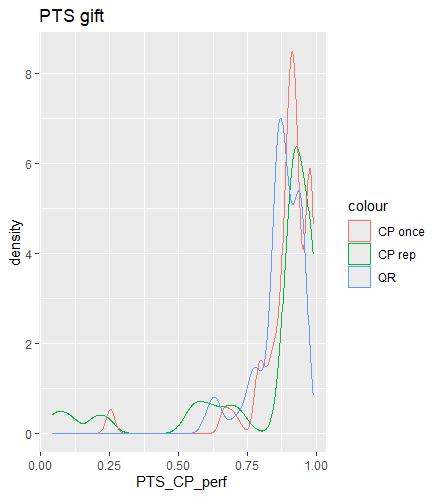 PTS gift
density
8
6
4
2
0
0.00 0.25 0.50 0.75 1.00
PTS_CP_perf
colour
CP once
CP rep
QR